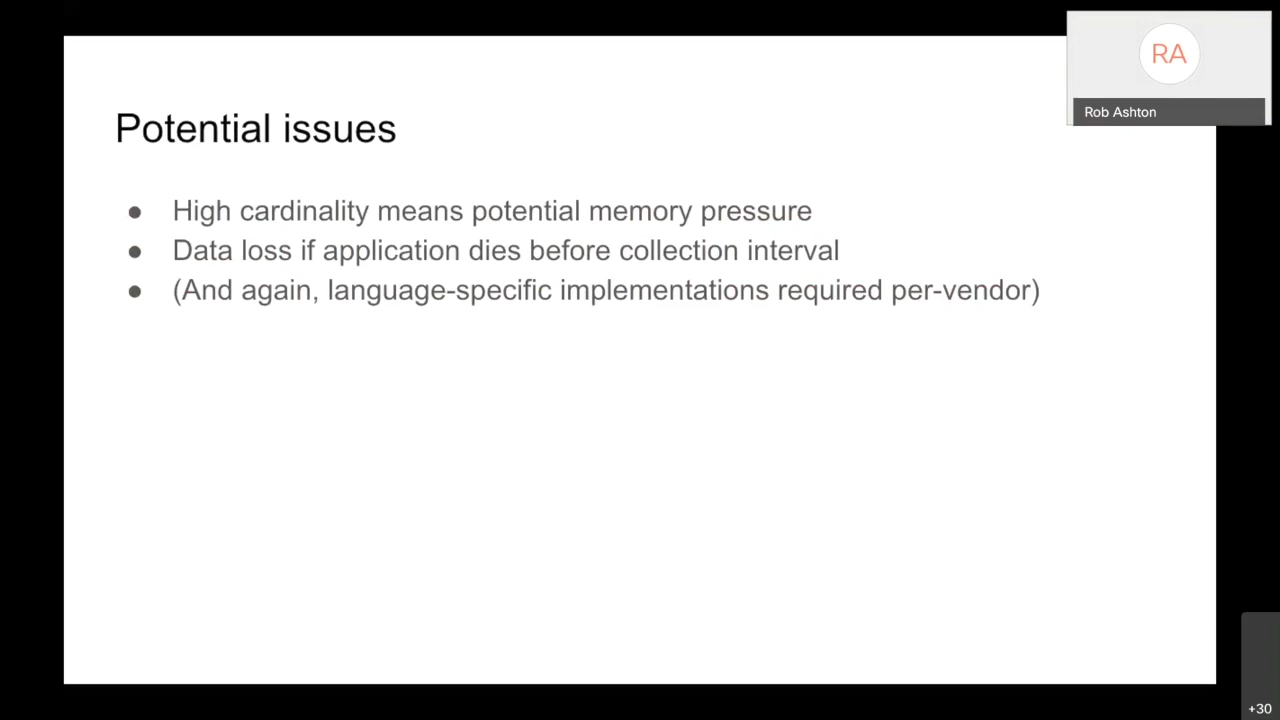 RA
Rob Ashton
Potential issues
● High cardinality means potential memory pressure
● Data loss if application dies before collection interval
● (And again, language-specific implementations required per-vendor)
+30